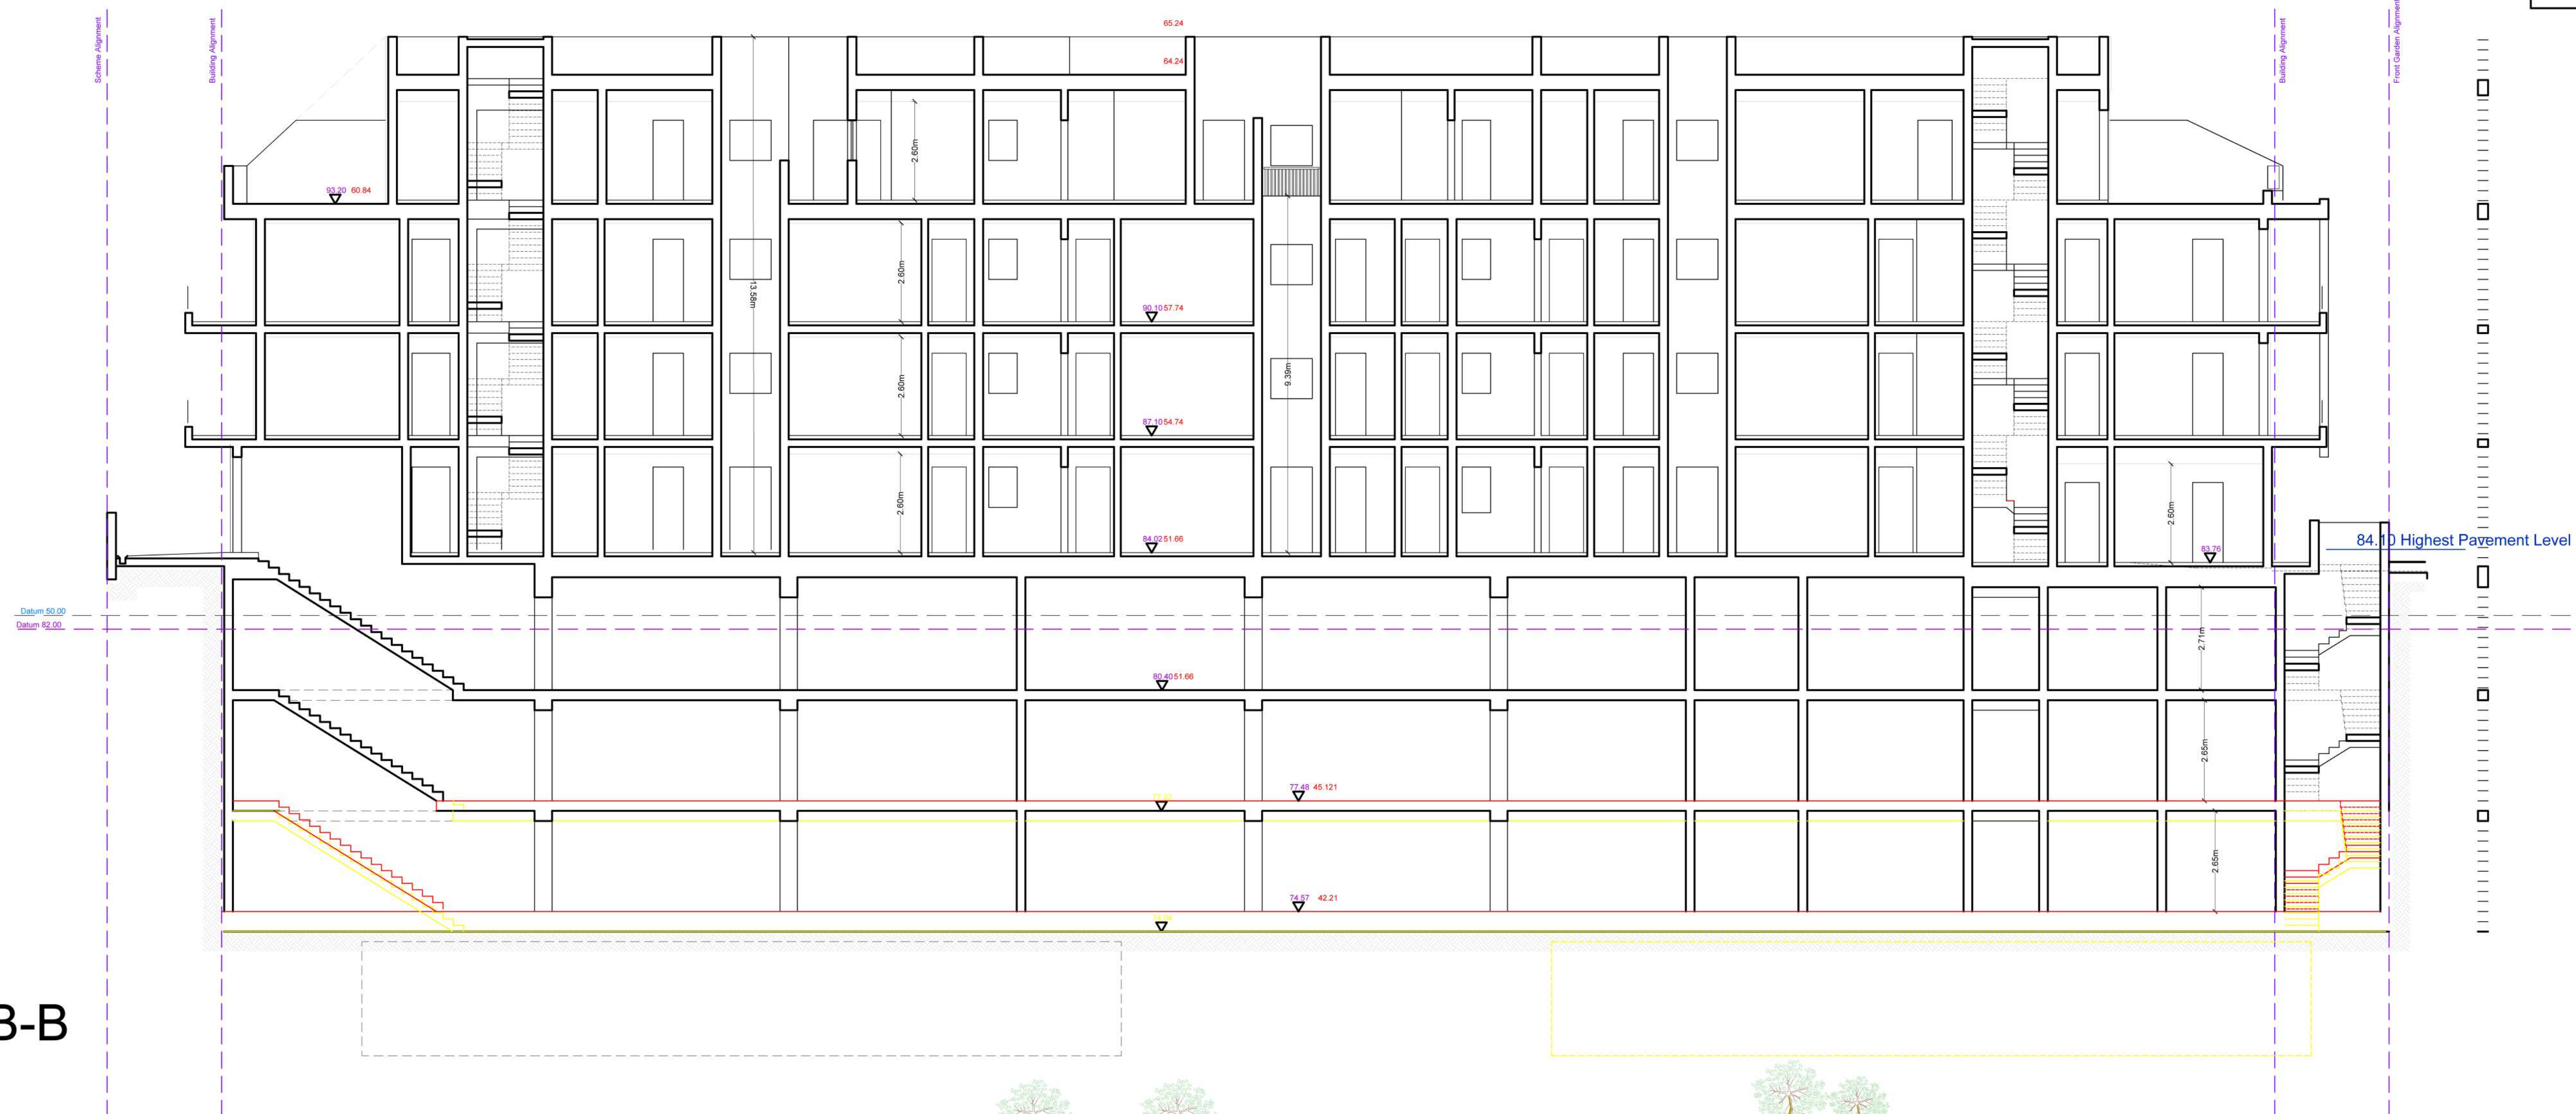 Scheme Alignment
Building Alignment
65.24
64.24
Building Alignment
Front Garden Alignment
2.60m
93.20 60.84
2.60m
13.58m
90.10 57.74
2.60m
9.39m
87.10 54.74
2.60m
2.60m
84.02 51.66
83.76
84.10 Highest Pavement Level
Datum 50.00
Datum 82.00
2.71m
80.40 51.66
2.65m
77.48 45.121
2.65m
74.57 42.21
B-B